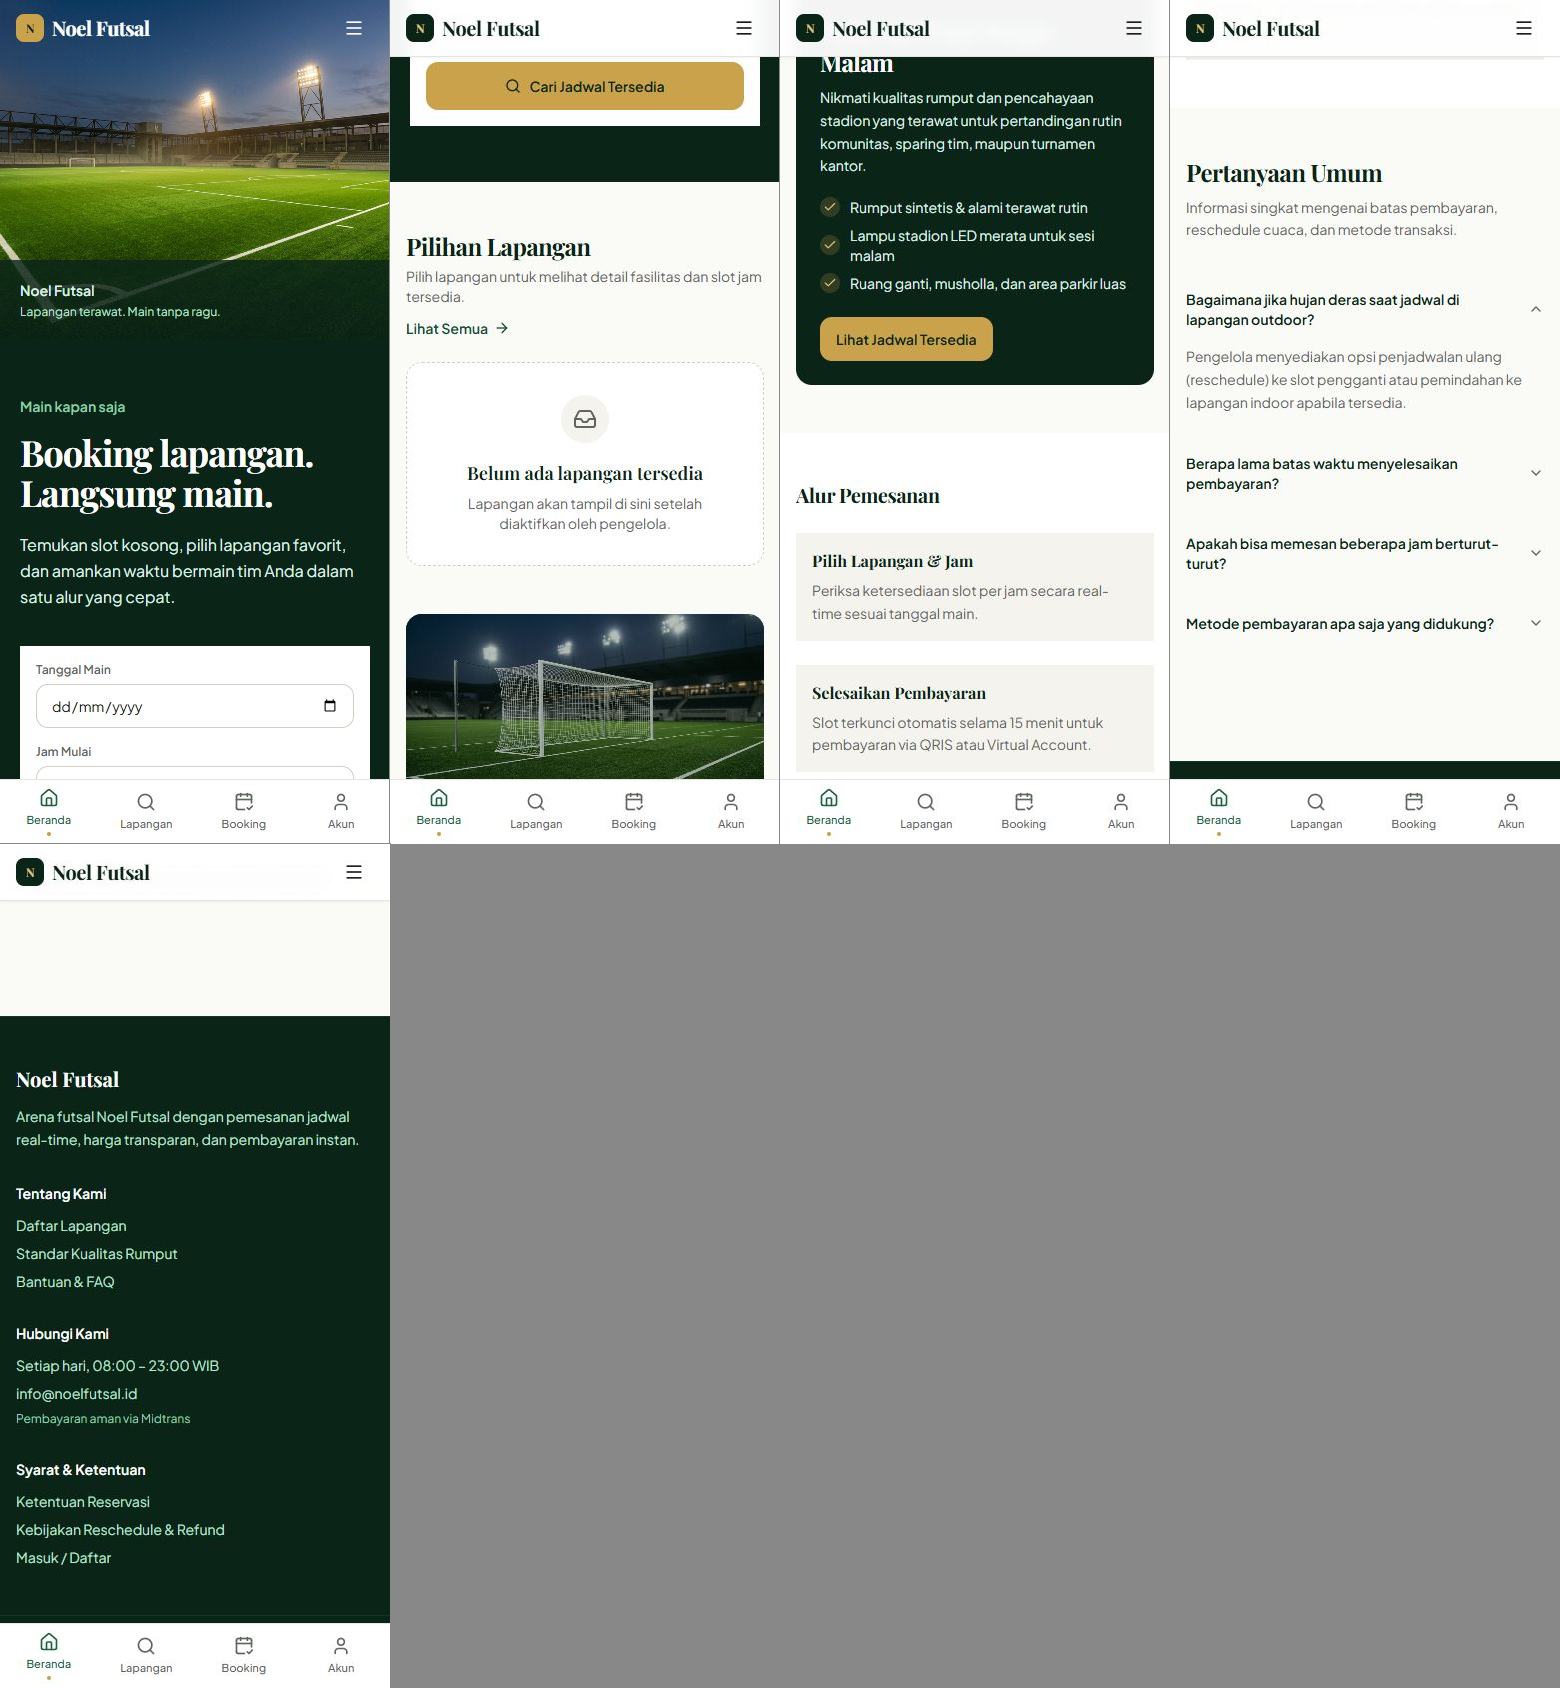 N Noel Futsal
Noel Futsal
Lapangan terawat. Main tanpa ragu.
Main kapan saja
Booking lapangan.
Langsung main.
Temukan slot kosong, pilih lapangan favorit,
dan amankan waktu bermain tim Anda dalam
satu alur yang cepat.
Tanggal Main
dd/mm/yyyy
Jam Mulai
Beranda Lapangan Booking Akun
N Noel Futsal
Cari Jadwal Tersedia
Pilihan Lapangan
Pilih lapangan untuk melihat detail fasilitas dan slot jam
tersedia.
Lihat Semua
Belum ada lapangan tersedia
Lapangan akan tampil di sini setelah
diaktifkan oleh pengelola.
Beranda Lapangan Booking Akun
N Noel Futsal
Malam
Nikmati kualitas rumput dan pencahayaan
stadion yang terawat untuk pertandingan rutin
komunitas, sparing tim, maupun turnamen
kantor.
Rumput sintetis & alami terawat rutin
Lampu stadion LED merata untuk sesi
malam
Ruang ganti, musholla, dan area parkir luas
Lihat Jadwal Tersedia
Alur Pemesanan
Pilih Lapangan & Jam
Periksa ketersediaan slot per jam secara real-
time sesuai tanggal main.
Selesaikan Pembayaran
Slot terkunci otomatis selama 15 menit untuk
pembayaran via QRIS atau Virtual Account.
Beranda Lapangan Booking Akun
N Noel Futsal
Pertanyaan Umum
Informasi singkat mengenai batas pembayaran,
reschedule cuaca, dan metode transaksi.
Bagaimana jika hujan deras saat jadwal di
lapangan outdoor?
Pengelola menyediakan opsi penjadwalan ulang
(reschedule) ke slot pengganti atau pemindahan ke
lapangan indoor apabila tersedia.
Berapa lama batas waktu menyelesaikan
pembayaran?
Apakah bisa memesan beberapa jam berturut-
turut?
Metode pembayaran apa saja yang didukung?
Beranda Lapangan Booking Akun
N Noel Futsal
Noel Futsal
Arena futsal Noel Futsal dengan pemesanan jadwal
real-time, harga transparan, dan pembayaran instan.
Tentang Kami
Daftar Lapangan
Standar Kualitas Rumput
Bantuan & FAQ
Hubungi Kami
Setiap hari, 08:00 – 23:00 WIB
info@noelfutsal.id
Pembayaran aman via Midtrans
Syarat & Ketentuan
Ketentuan Reservasi
Kebijakan Reschedule & Refund
Masuk / Daftar
Beranda Lapangan Booking Akun